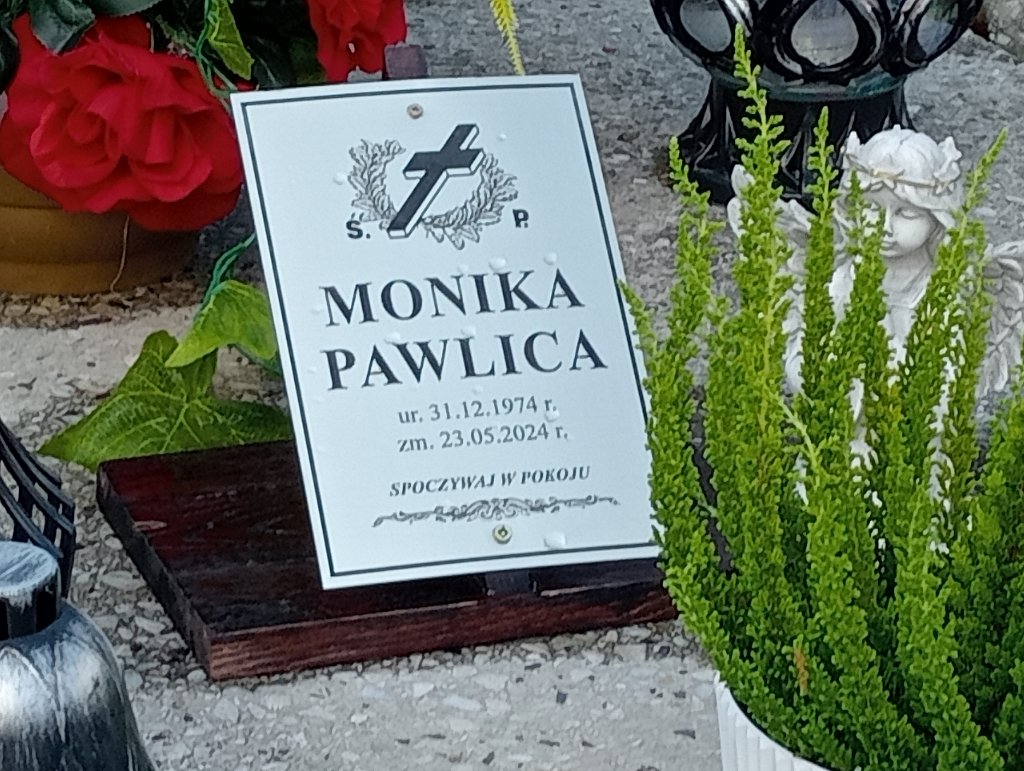 Ś. P.
MONIKA
PAWLICA
ur. 31.12.1974 r.
zm. 23.05.2024 r.
SPOCZYWAJ W POKOJU